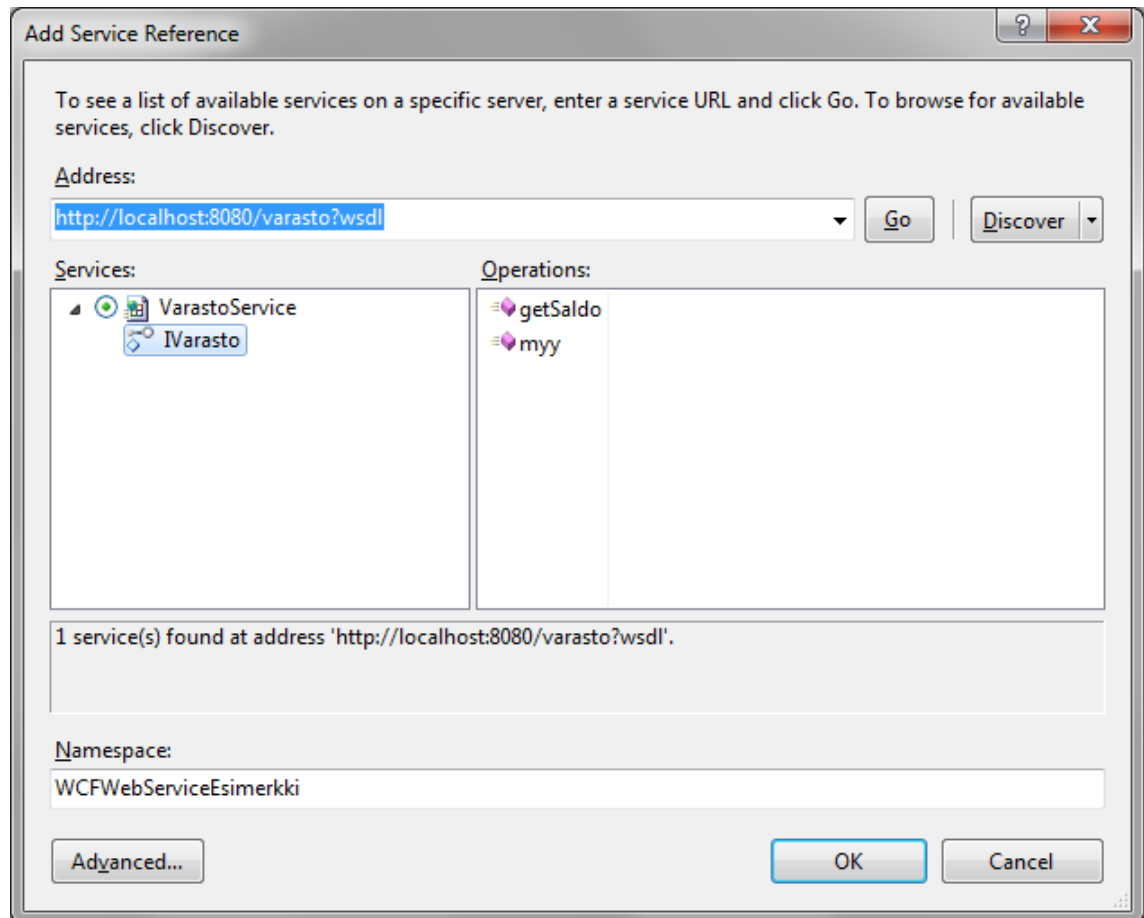 Add Service Reference
To see a list of available services on a specific server, enter a service URL and click Go. To browse for available
services, click Discover.
Address:
http://localhost:8080/varasto?wsdl
Go
Discover
Services:
Operations:
VarastoService
IVarasto
getSaldo
myy
1 service(s) found at address 'http://localhost:8080/varasto?wsdl'.
Namespace:
WCFWebServiceEsimerkki
Advanced...
OK
Cancel